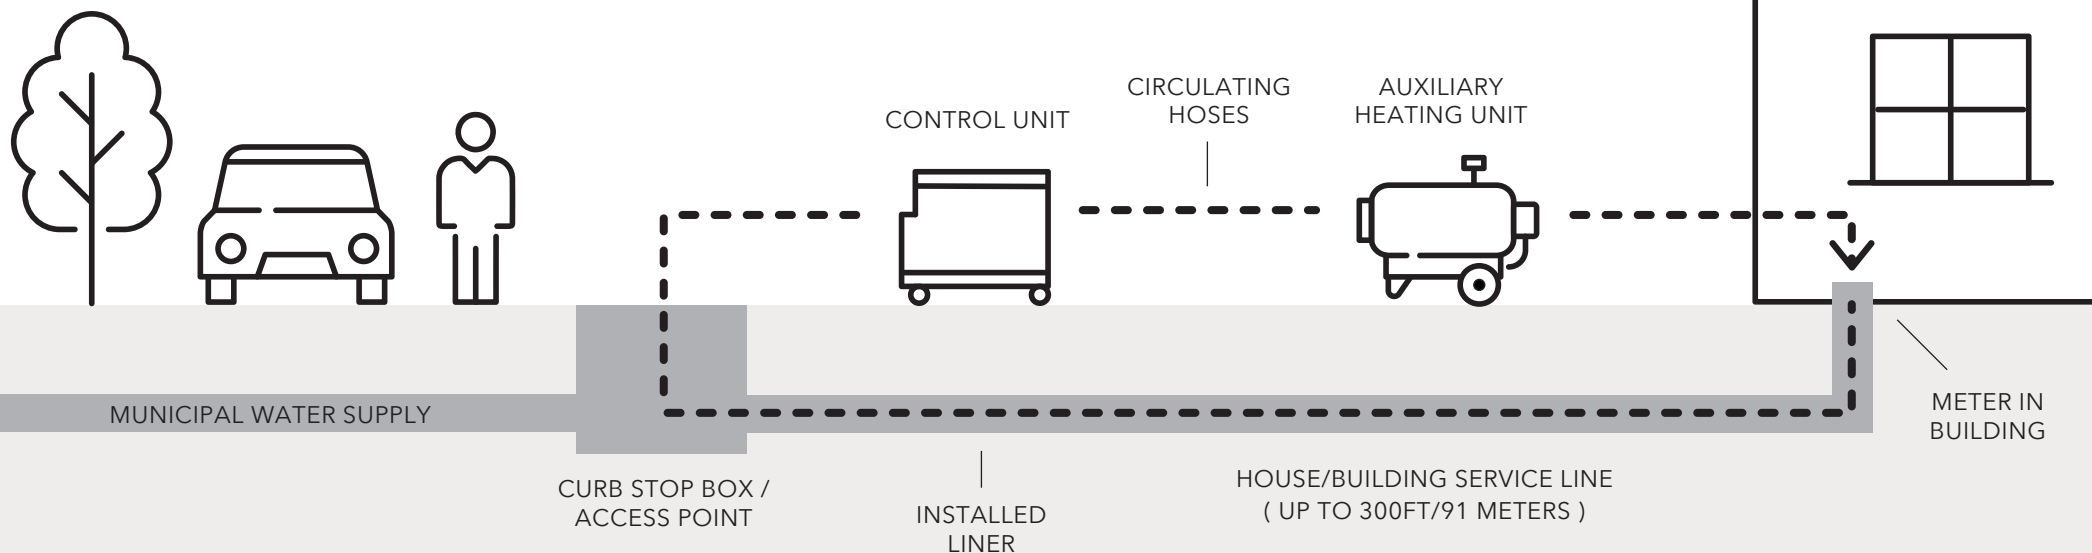 CIRCULATING
HOSES
AUXILIARY
HEATING UNIT
CONTROL UNIT
MUNICIPAL WATER SUPPLY
METER IN
BUILDING
CURB STOP BOX /
ACCESS POINT
INSTALLED
LINER
HOUSE/BUILDING SERVICE LINE
( UP TO 300FT/91 METERS )